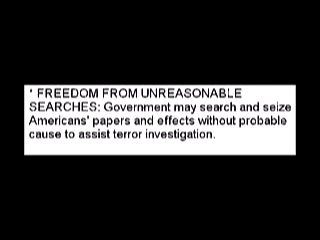 ' FREEDOM FROM UNREASONABLE
SEARCHES: Government may search and seize
Americans' papers and effects without probable
cause to assist terror investigation.